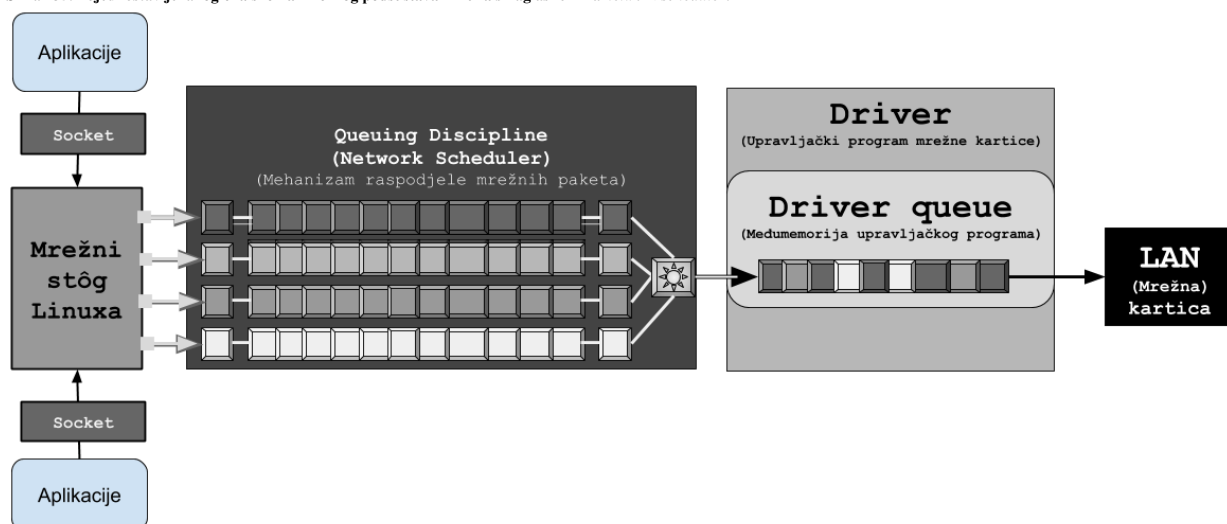 Aplikacije
Socket
Mrežni
stôg
Linuxa
Socket
Aplikacije
Queuing Discipline
(Network Scheduler)
(Mehanizam raspodjele mrežnih paketa)
Driver
(Upravljački program mrežne kartice)
Driver queue
(Međumemorija upravljačkog programa)
LAN
(Mrežna)
kartica